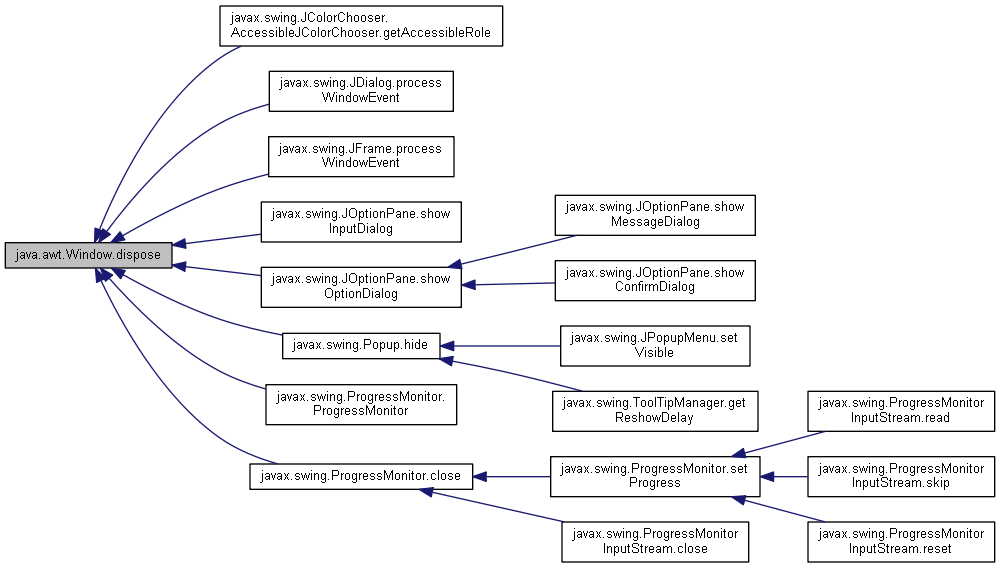 javax.swing.JColorChooser.
AccessibleJColorChooser.getAccessibleRole
javax.swing.JDialog.process
WindowEvent
javax.swing.JFrame.process
WindowEvent
javax.swing.JOptionPane.show
InputDialog
javax.swing.JOptionPane.show
MessageDialog
java.awt.Window.dispose
javax.swing.JOptionPane.show
OptionDialog
javax.swing.JOptionPane.show
ConfirmDialog
javax.swing.Popup.hide
javax.swing.JPopupMenu.set
Visible
javax.swing.ProgressMonitor.
ProgressMonitor
javax.swing.ToolTipManager.get
ReshowDelay
javax.swing.ProgressMonitor
InputStream.read
javax.swing.ProgressMonitor.close
javax.swing.ProgressMonitor.set
Progress
javax.swing.ProgressMonitor
InputStream.skip
javax.swing.ProgressMonitor
InputStream.close
javax.swing.ProgressMonitor
InputStream.reset